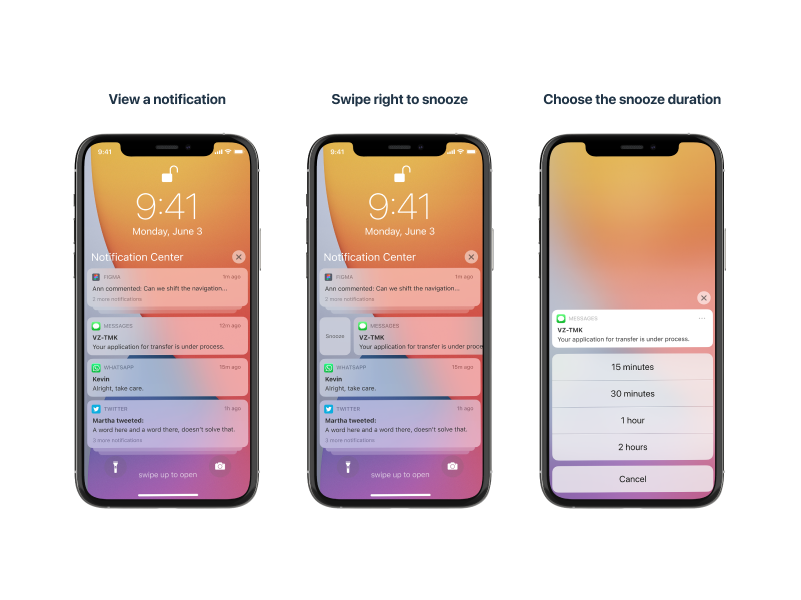 View a notification
Swipe right to snooze
Choose the snooze duration
9:41
9:41
Monday, June 3
Notification Center
FIGMA
1m ago
Ann commented: Can we shift the navigation...
3 more notifications
MESSAGES
12m ago
VZ-TMK
Your application for transfer is under process.
WHATSAPP
15m ago
Kevin
Alright, take care.
TWITTER
1h ago
Martha tweeted:
A word here and a word there, doesn't solve that.
3 more notifications
swipe up to open
9:41
9:41
Monday, June 3
Notification Center
FIGMA
1m ago
Ann commented: Can we shift the navigation...
3 more notifications
Snooze
MESSAGES
VZ-TMK
Your application for transfer is under proce
WHATSAPP
15m ago
Kevin
Alright, take care.
TWITTER
1h ago
Martha tweeted:
A word here and a word there, doesn't solve that.
3 more notifications
swipe up to open
MESSAGES
VZ-TMK
Your application for transfer is under process.
15 minutes
30 minutes
1 hour
2 hours
Cancel